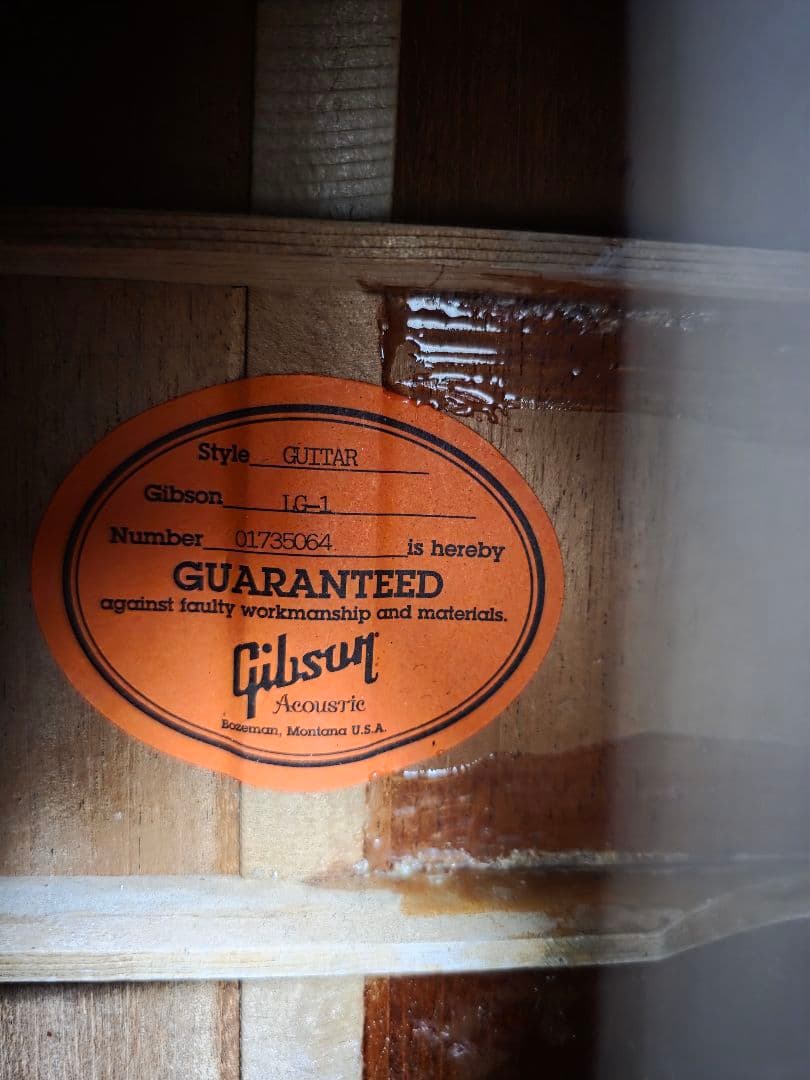 Style GUITAR
Gibson LG-1
Number 01735064 is hereby
GUARANTEED
against faulty workmanship and materials.
Gibson
Acoustic
Bozeman, Montana U.S.A.